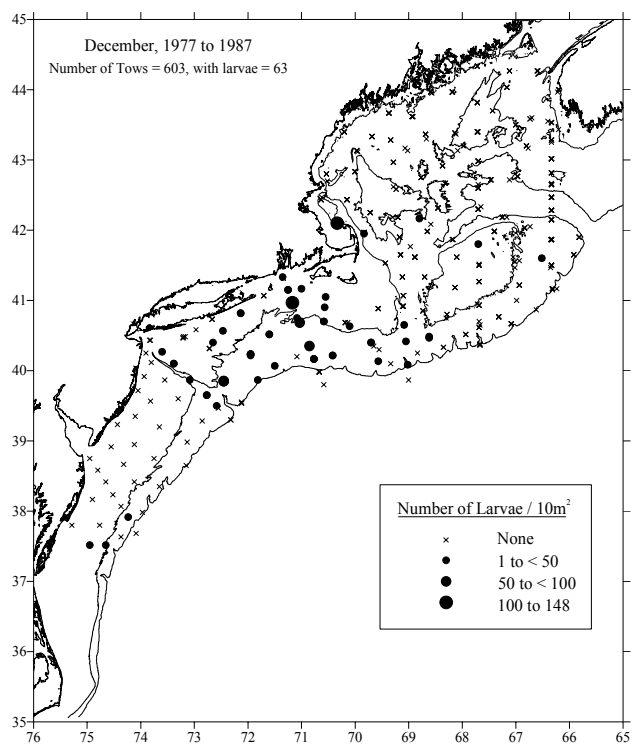 December, 1977 to 1987
Number of Tows = 603, with larvae = 63
45
44
43
42
41
40
39
38
37
36
35
Number of Larvae / 10m²
None
1 to < 50
50 to < 100
100 to 148
76 75 74 73 72 71 70 69 68 67 66 65